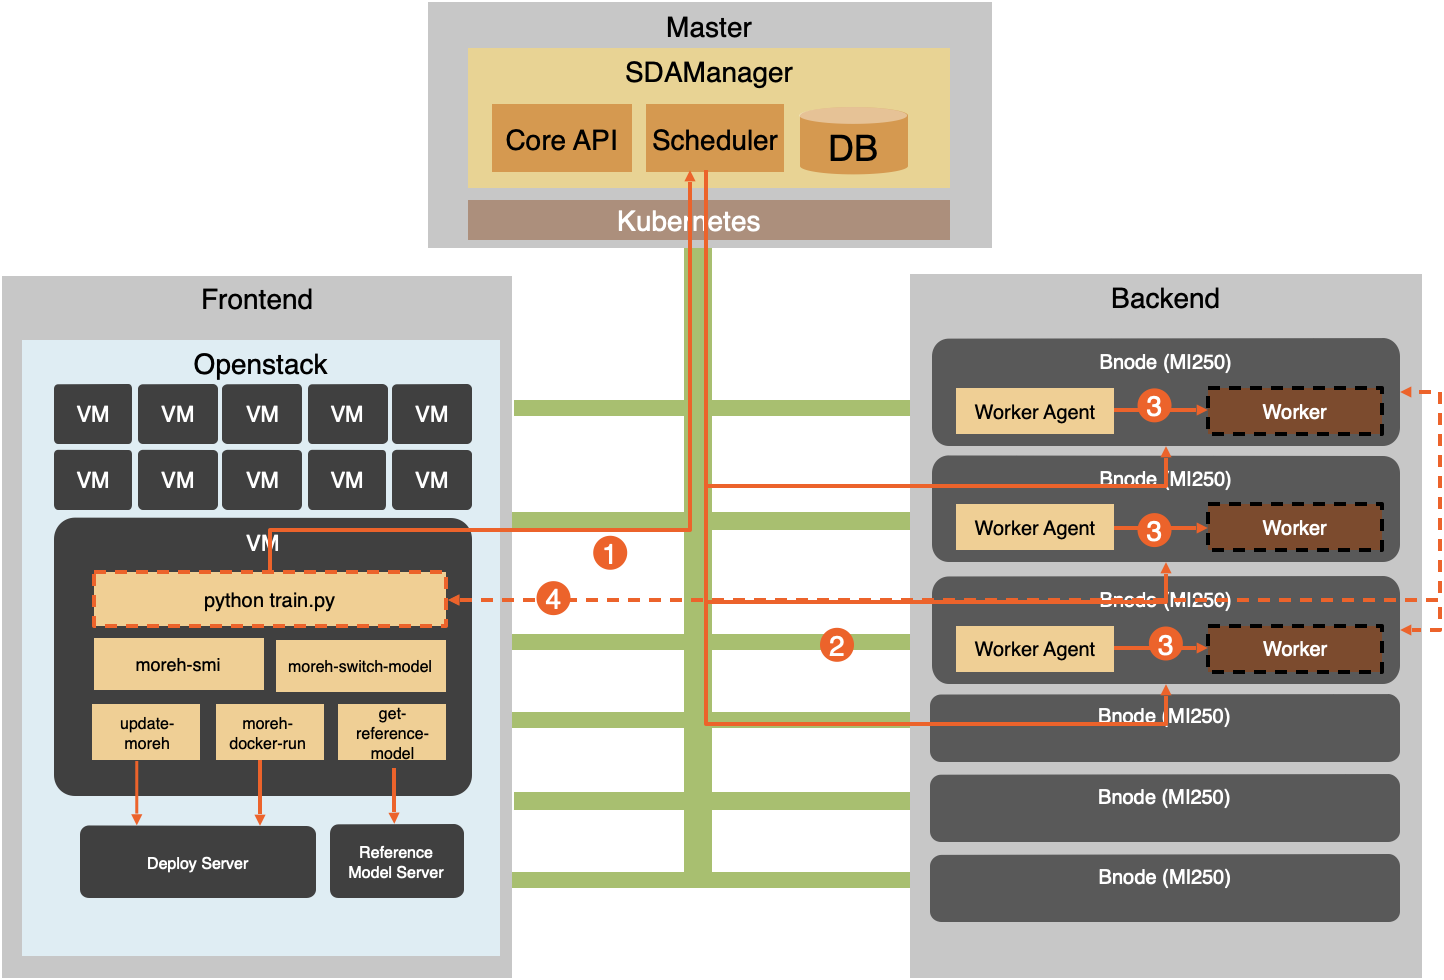 Master
SDAManager
Core API
Scheduler
DB
Kubernetes
Frontend
Openstack
VM
VM
VM
VM
VM
VM
VM
VM
VM
VM
VM
python train.py
moreh-smi
moreh-switch-model
update-
moreh
moreh-
docker-run
get-
reference-
model
Deploy Server
Reference
Model Server
1
4
2
Backend
Bnode (MI250)
Worker Agent
3
Worker
Bnode (MI250)
Worker Agent
3
Worker
Bnode (MI250)
Worker Agent
3
Worker
Bnode (MI250)
Bnode (MI250)
Bnode (MI250)